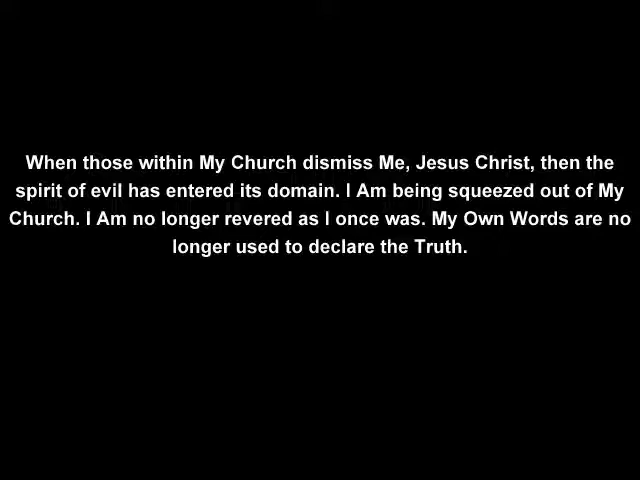 When those within My Church dismiss Me, Jesus Christ, then the
spirit of evil has entered its domain. I Am being squeezed out of My
Church. I Am no longer revered as I once was. My Own Words are no
longer used to declare the Truth.